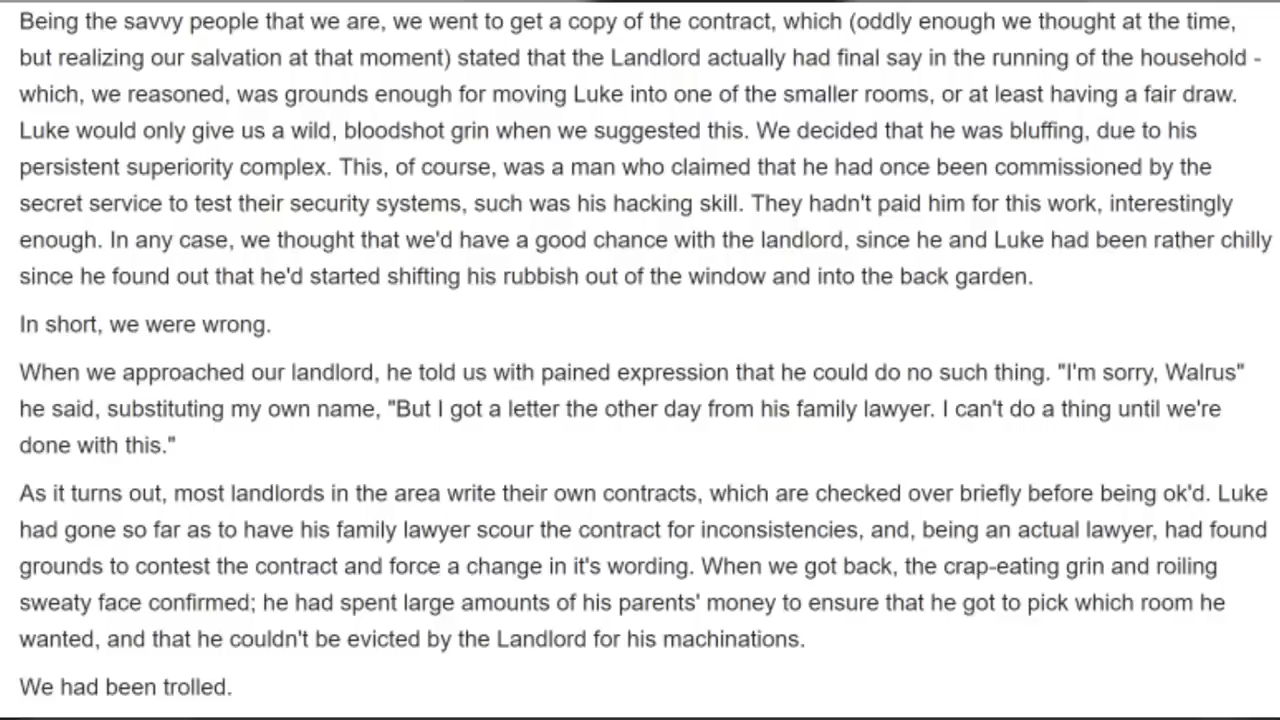 Being the savvy people that we are, we went to get a copy of the contract, which (oddly enough we thought at the time,
but realizing our salvation at that moment) stated that the Landlord actually had final say in the running of the household -
which, we reasoned, was grounds enough for moving Luke into one of the smaller rooms, or at least having a fair draw.
Luke would only give us a wild, bloodshot grin when we suggested this. We decided that he was bluffing, due to his
persistent superiority complex. This, of course, was a man who claimed that he had once been commissioned by the
secret service to test their security systems, such was his hacking skill. They hadn't paid him for this work, interestingly
enough. In any case, we thought that we'd have a good chance with the landlord, since he and Luke had been rather chilly
since he found out that he'd started shifting his rubbish out of the window and into the back garden.
In short, we were wrong.
When we approached our landlord, he told us with pained expression that he could do no such thing. "I'm sorry, Walrus"
he said, substituting my own name, "But I got a letter the other day from his family lawyer. I can't do a thing until we're
done with this."
As it turns out, most landlords in the area write their own contracts, which are checked over briefly before being ok'd. Luke
had gone so far as to have his family lawyer scour the contract for inconsistencies, and, being an actual lawyer, had found
grounds to contest the contract and force a change in it's wording. When we got back, the crap-eating grin and roiling
sweaty face confirmed; he had spent large amounts of his parents' money to ensure that he got to pick which room he
wanted, and that he couldn't be evicted by the Landlord for his machinations.
We had been trolled.